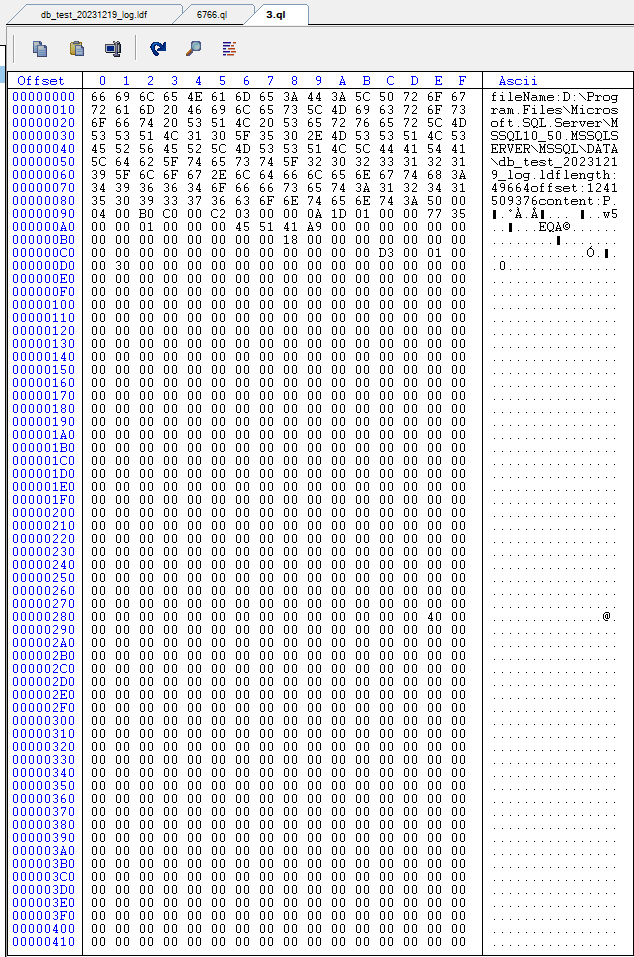 db_test_20231219_log.ldf 6766.ql 3.ql
Offset 0 1 2 3 4 5 6 7 8 9 A B C D E F Ascii
00000000 66 69 6C 65 4E 61 6D 65 3A 44 3A 5C 50 72 6F 67 fileName:D:\Prog
00000010 72 61 6D 20 46 69 6C 65 73 5C 4D 69 63 72 6F 73 ram.Files\Micros
00000020 6F 66 74 20 53 51 4C 20 53 65 72 76 65 72 5C 4D oft.SQL.Server\M
00000030 53 53 51 4C 31 30 5F 35 30 2E 4D 53 53 51 4C 53 SSQL10_50.MSSQLS
00000040 45 52 56 45 52 5C 4D 53 53 51 4C 5C 44 41 54 41 ERVER\MSSQL\DATA
00000050 5C 64 62 5F 74 65 73 74 5F 32 30 32 33 31 32 31 \db_test_2023121
00000060 39 5F 6C 6F 67 2E 6C 64 66 6C 65 6E 67 74 68 3A 9_log.ldflength:
00000070 34 39 36 36 34 6F 66 66 73 65 74 3A 31 32 34 31 49664offset:1241
00000080 35 30 39 33 37 36 63 6F 6E 74 65 6E 74 3A 50 00 509376content:P.
00000090 04 00 B0 C0 00 C2 03 00 00 0A 1D 01 00 00 77 35 ▌.°À.Â▌....▌..w5
000000A0 00 00 01 00 00 00 45 51 41 A9 00 00 00 00 00 00 ..▌...EQA©......
000000B0 00 00 00 00 00 00 00 00 18 00 00 00 00 00 00 00 ........▌.......
000000C0 00 00 00 00 00 00 00 00 00 00 00 00 D3 00 01 00 ............Ó.▌.
000000D0 00 30 00 00 00 00 00 00 00 00 00 00 00 00 00 00 .0..............
000000E0 00 00 00 00 00 00 00 00 00 00 00 00 00 00 00 00 ................
000000F0 00 00 00 00 00 00 00 00 00 00 00 00 00 00 00 00 ................
00000100 00 00 00 00 00 00 00 00 00 00 00 00 00 00 00 00 ................
00000110 00 00 00 00 00 00 00 00 00 00 00 00 00 00 00 00 ................
00000120 00 00 00 00 00 00 00 00 00 00 00 00 00 00 00 00 ................
00000130 00 00 00 00 00 00 00 00 00 00 00 00 00 00 00 00 ................
00000140 00 00 00 00 00 00 00 00 00 00 00 00 00 00 00 00 ................
00000150 00 00 00 00 00 00 00 00 00 00 00 00 00 00 00 00 ................
00000160 00 00 00 00 00 00 00 00 00 00 00 00 00 00 00 00 ................
00000170 00 00 00 00 00 00 00 00 00 00 00 00 00 00 00 00 ................
00000180 00 00 00 00 00 00 00 00 00 00 00 00 00 00 00 00 ................
00000190 00 00 00 00 00 00 00 00 00 00 00 00 00 00 00 00 ................
000001A0 00 00 00 00 00 00 00 00 00 00 00 00 00 00 00 00 ................
000001B0 00 00 00 00 00 00 00 00 00 00 00 00 00 00 00 00 ................
000001C0 00 00 00 00 00 00 00 00 00 00 00 00 00 00 00 00 ................
000001D0 00 00 00 00 00 00 00 00 00 00 00 00 00 00 00 00 ................
000001E0 00 00 00 00 00 00 00 00 00 00 00 00 00 00 00 00 ................
000001F0 00 00 00 00 00 00 00 00 00 00 00 00 00 00 00 00 ................
00000200 00 00 00 00 00 00 00 00 00 00 00 00 00 00 00 00 ................
00000210 00 00 00 00 00 00 00 00 00 00 00 00 00 00 00 00 ................
00000220 00 00 00 00 00 00 00 00 00 00 00 00 00 00 00 00 ................
00000230 00 00 00 00 00 00 00 00 00 00 00 00 00 00 00 00 ................
00000240 00 00 00 00 00 00 00 00 00 00 00 00 00 00 00 00 ................
00000250 00 00 00 00 00 00 00 00 00 00 00 00 00 00 00 00 ................
00000260 00 00 00 00 00 00 00 00 00 00 00 00 00 00 00 00 ................
00000270 00 00 00 00 00 00 00 00 00 00 00 00 00 00 00 00 ................
00000280 00 00 00 00 00 00 00 00 00 00 00 00 00 00 40 00 ..............@.
00000290 00 00 00 00 00 00 00 00 00 00 00 00 00 00 00 00 ................
000002A0 00 00 00 00 00 00 00 00 00 00 00 00 00 00 00 00 ................
000002B0 00 00 00 00 00 00 00 00 00 00 00 00 00 00 00 00 ................
000002C0 00 00 00 00 00 00 00 00 00 00 00 00 00 00 00 00 ................
000002D0 00 00 00 00 00 00 00 00 00 00 00 00 00 00 00 00 ................
000002E0 00 00 00 00 00 00 00 00 00 00 00 00 00 00 00 00 ................
000002F0 00 00 00 00 00 00 00 00 00 00 00 00 00 00 00 00 ................
00000300 00 00 00 00 00 00 00 00 00 00 00 00 00 00 00 00 ................
00000310 00 00 00 00 00 00 00 00 00 00 00 00 00 00 00 00 ................
00000320 00 00 00 00 00 00 00 00 00 00 00 00 00 00 00 00 ................
00000330 00 00 00 00 00 00 00 00 00 00 00 00 00 00 00 00 ................
00000340 00 00 00 00 00 00 00 00 00 00 00 00 00 00 00 00 ................
00000350 00 00 00 00 00 00 00 00 00 00 00 00 00 00 00 00 ................
00000360 00 00 00 00 00 00 00 00 00 00 00 00 00 00 00 00 ................
00000370 00 00 00 00 00 00 00 00 00 00 00 00 00 00 00 00 ................
00000380 00 00 00 00 00 00 00 00 00 00 00 00 00 00 00 00 ................
00000390 00 00 00 00 00 00 00 00 00 00 00 00 00 00 00 00 ................
000003A0 00 00 00 00 00 00 00 00 00 00 00 00 00 00 00 00 ................
000003B0 00 00 00 00 00 00 00 00 00 00 00 00 00 00 00 00 ................
000003C0 00 00 00 00 00 00 00 00 00 00 00 00 00 00 00 00 ................
000003D0 00 00 00 00 00 00 00 00 00 00 00 00 00 00 00 00 ................
000003E0 00 00 00 00 00 00 00 00 00 00 00 00 00 00 00 00 ................
000003F0 00 00 00 00 00 00 00 00 00 00 00 00 00 00 00 00 ................
00000400 00 00 00 00 00 00 00 00 00 00 00 00 00 00 00 00 ................
00000410 00 00 00 00 00 00 00 00 00 00 00 00 00 00 00 00 ................